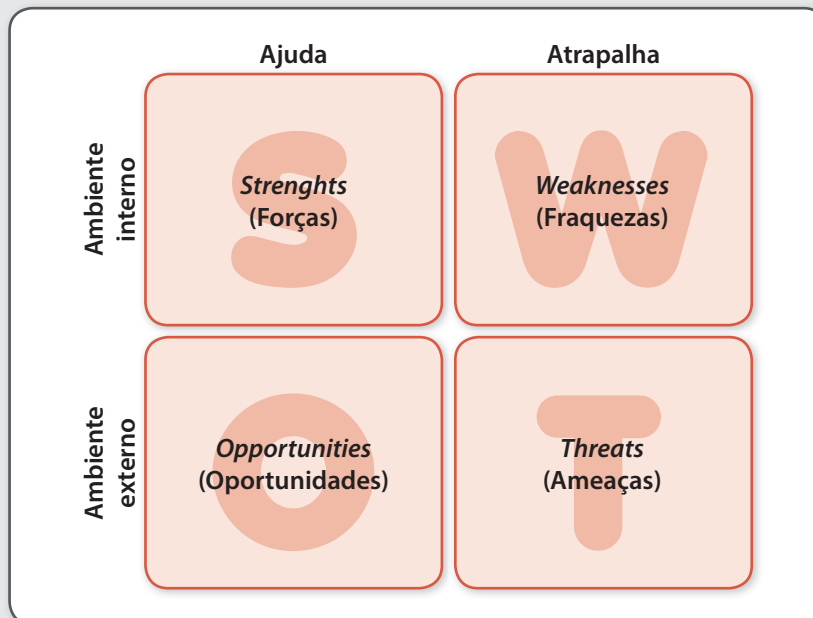 Ajuda
Atrapalha
Ambiente
interno
S
Strenghts
(Forças)
W
Weaknesses
(Fraquezas)
Ambiente
externo
O
Opportunities
(Oportunidades)
T
Threats
(Ameaças)